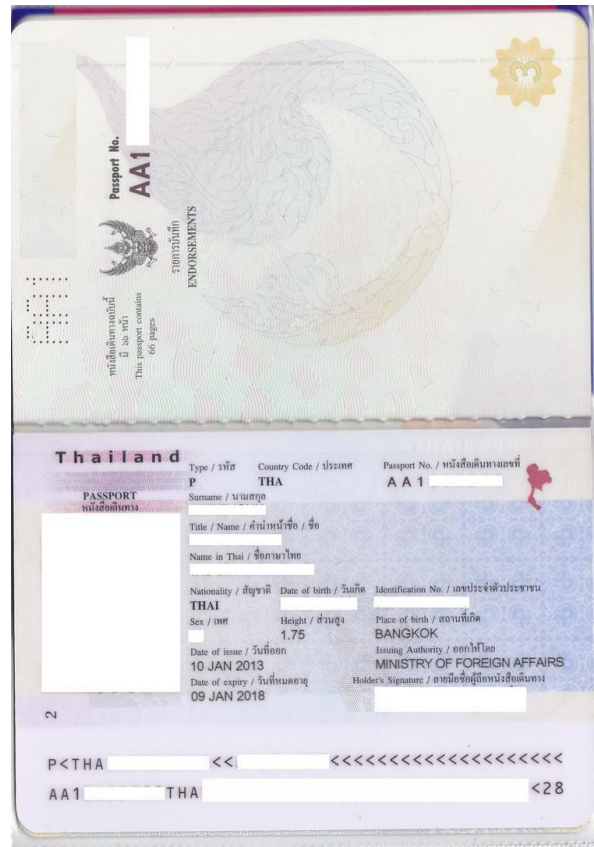 Passport No.
AA1
รายการบันทึก
ENDORSEMENTS
หนังสือเดินทางฉบับนี้
มี ๖๐ หน้า
This passport contains
66 pages
AA1
Thailand
PASSPORT
หนังสือเดินทาง
Type / รหัส Country Code / ประเทศ Passport No. / หนังสือเดินทางเลขที่
P THA AA1
Surname / นามสกุล
Title / Name / คำนำหน้าชื่อ / ชื่อ
Name in Thai / ชื่อภาษาไทย
Nationality / สัญชาติ Date of birth / วันเกิด Identification No. / เลขประจำตัวประชาชน
THAI
Sex / เพศ Height / ส่วนสูง Place of birth / สถานที่เกิด
1.75 BANGKOK
Date of issue / วันที่ออก Issuing Authority / ออกให้โดย
10 JAN 2013 MINISTRY OF FOREIGN AFFAIRS
Date of expiry / วันที่หมดอายุ Holder's Signature / ลายมือชื่อผู้ถือหนังสือเดินทาง
09 JAN 2018
2
P<THA << <<<<<<<<<<<<<<<<<<<<
AA1 THA <28